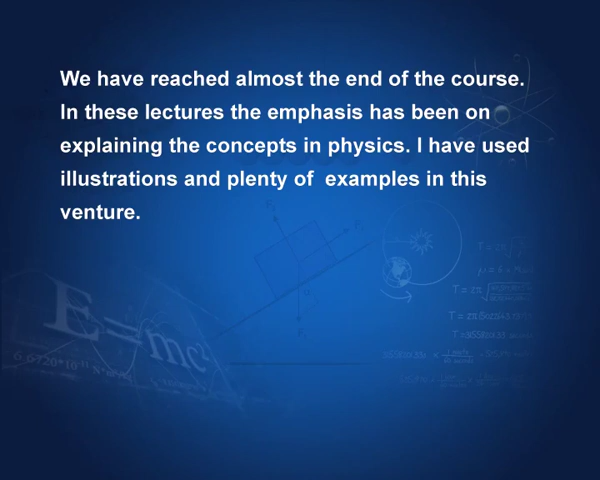 We have reached almost the end of the course.
In these lectures the emphasis has been on
explaining the concepts in physics. I have used
illustrations and plenty of examples in this
venture.
E=mc²